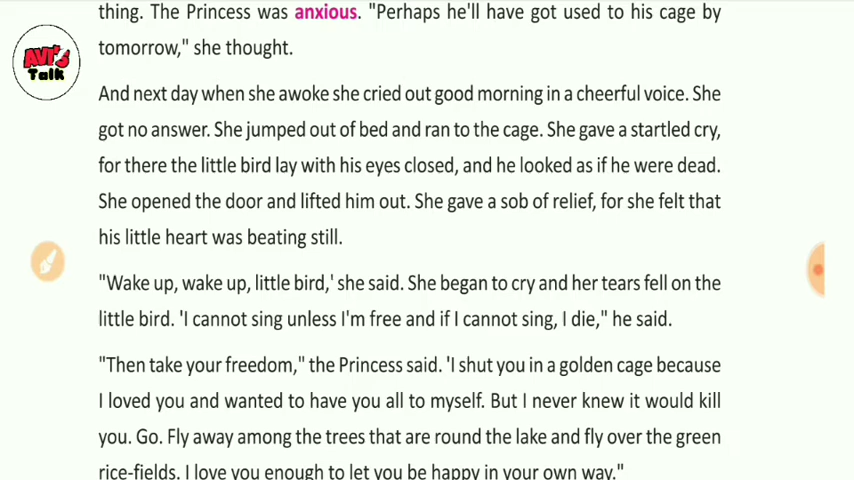 thing. The Princess was anxious. "Perhaps he'll have got used to his cage by
tomorrow," she thought.
AVI'S
Talk
And next day when she awoke she cried out good morning in a cheerful voice. She
got no answer. She jumped out of bed and ran to the cage. She gave a startled cry,
for there the little bird lay with his eyes closed, and he looked as if he were dead.
She opened the door and lifted him out. She gave a sob of relief, for she felt that
his little heart was beating still.
"Wake up, wake up, little bird,' she said. She began to cry and her tears fell on the
little bird. 'I cannot sing unless I'm free and if I cannot sing, I die," he said.
"Then take your freedom," the Princess said. 'I shut you in a golden cage because
I loved you and wanted to have you all to myself. But I never knew it would kill
you. Go. Fly away among the trees that are round the lake and fly over the green
rice-fields. I love you enough to let you be happy in your own way."